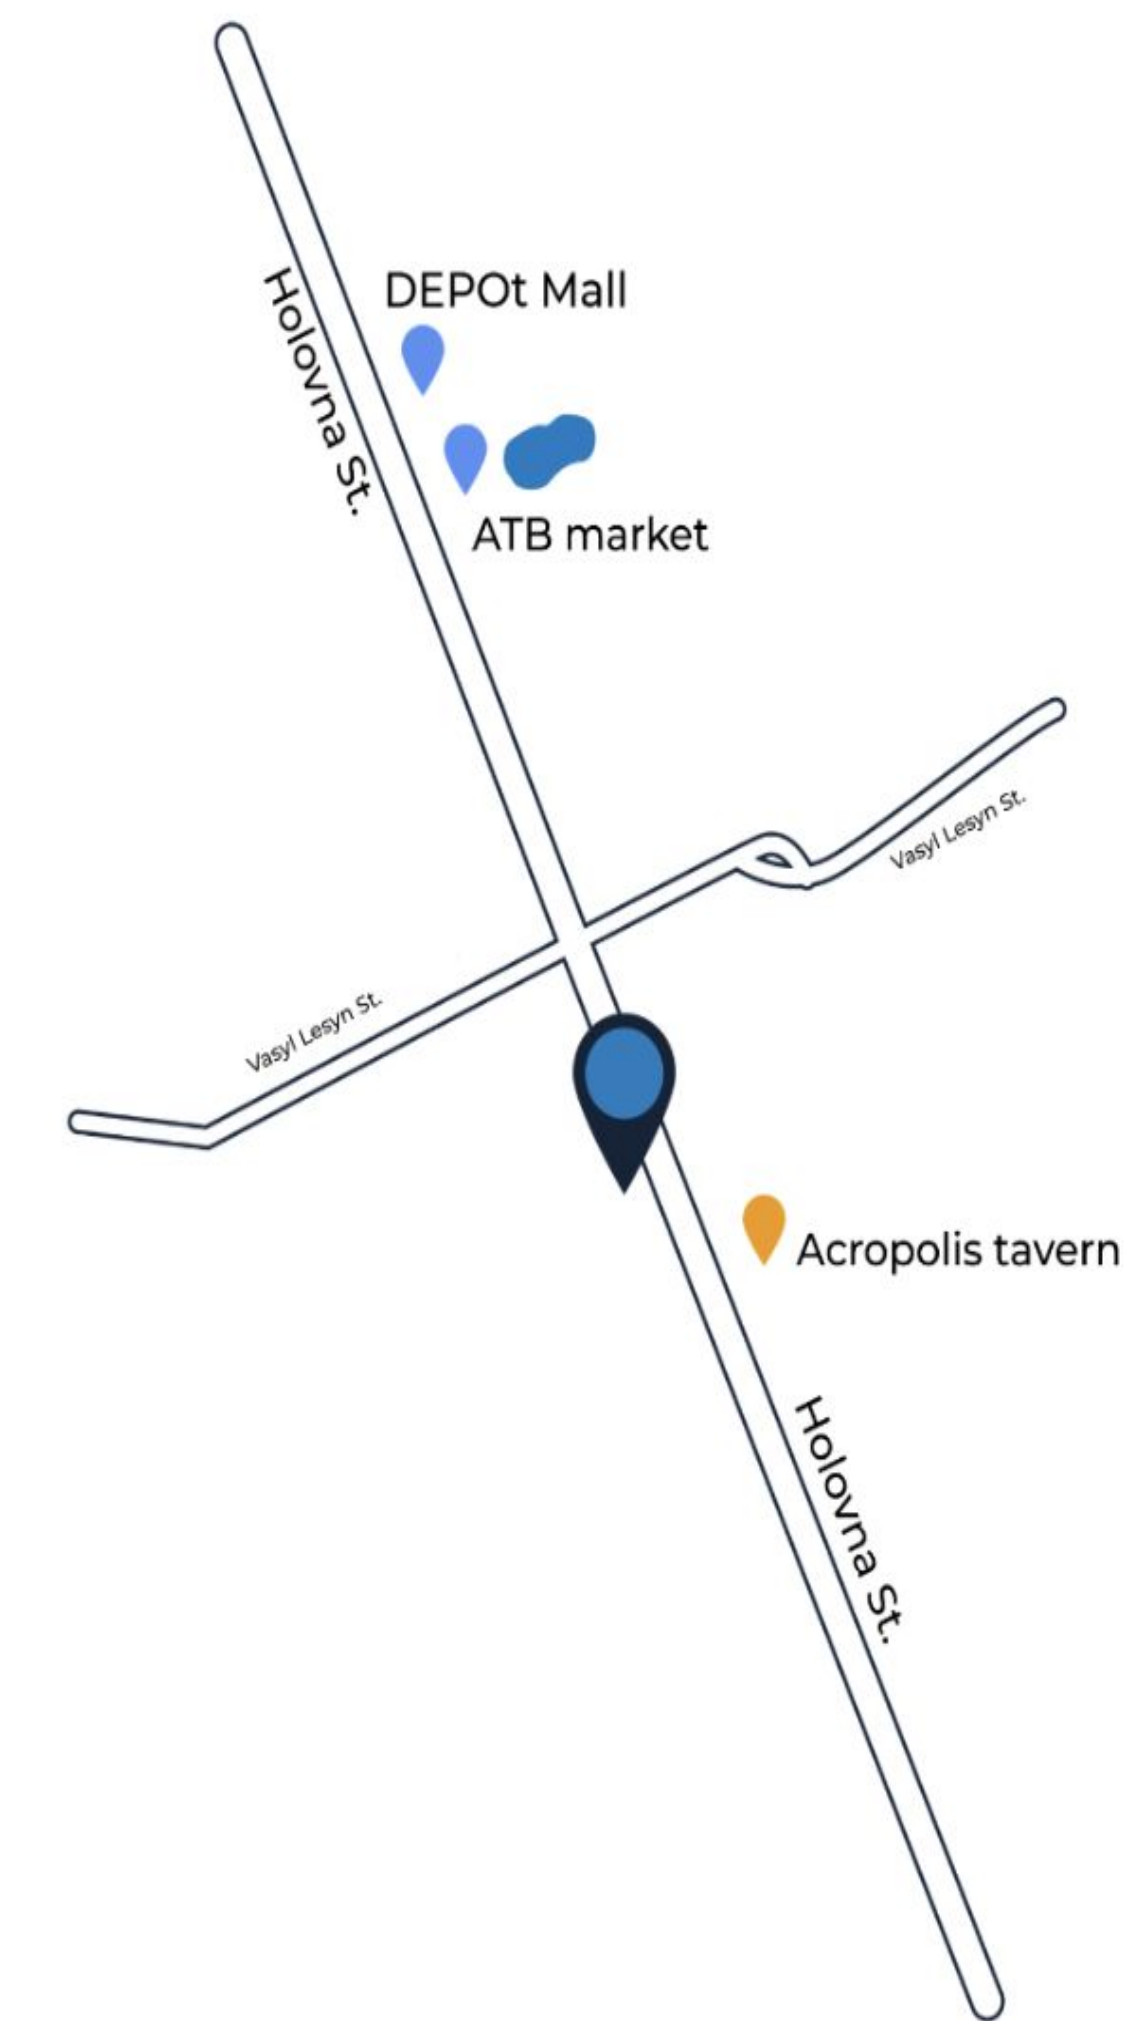 DEPOt Mall
Holovna St.
ATB market
Vasyl Lesyn St.
Vasyl Lesyn St.
Acropolis tavern
Holovna St.